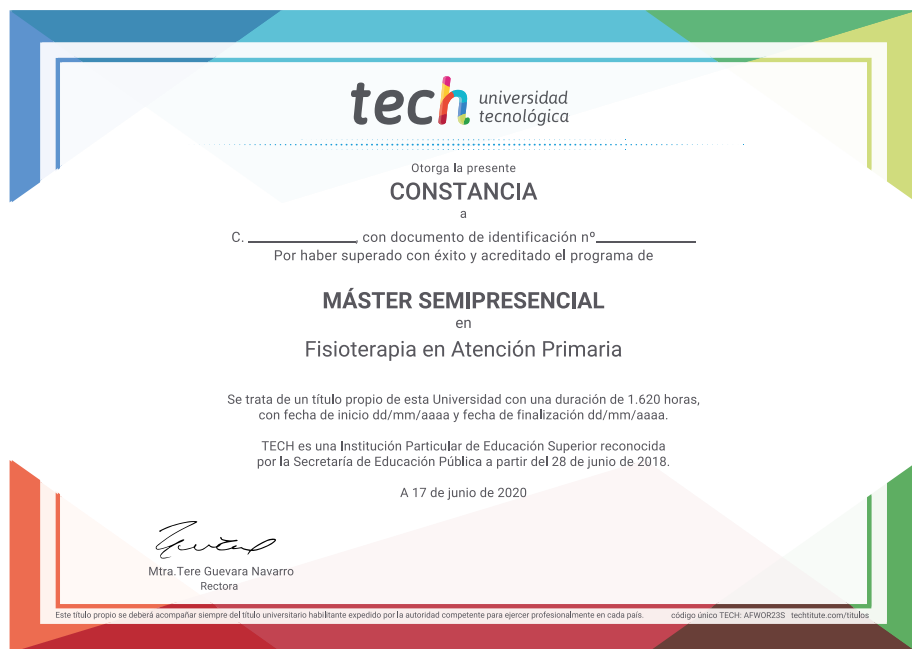 tech universidad
tecnológica
Otorga la presente
CONSTANCIA
a
C. ____________, con documento de identificación nº____________
Por haber superado con éxito y acreditado el programa de
MÁSTER SEMIPRESENCIAL
en
Fisioterapia en Atención Primaria
Se trata de un título propio de esta Universidad con una duración de 1.620 horas,
con fecha de inicio dd/mm/aaaa y fecha de finalización dd/mm/aaaa.
TECH es una Institución Particular de Educación Superior reconocida
por la Secretaría de Educación Pública a partir del 28 de junio de 2018.
A 17 de junio de 2020
Mtra.Tere Guevara Navarro
Rectora
Este título propio se deberá acompañar siempre del título universitario habilitante expedido por la autoridad competente para ejercer profesionalmente en cada país. código único TECH: AFWOR23S techtitute.com/titulos